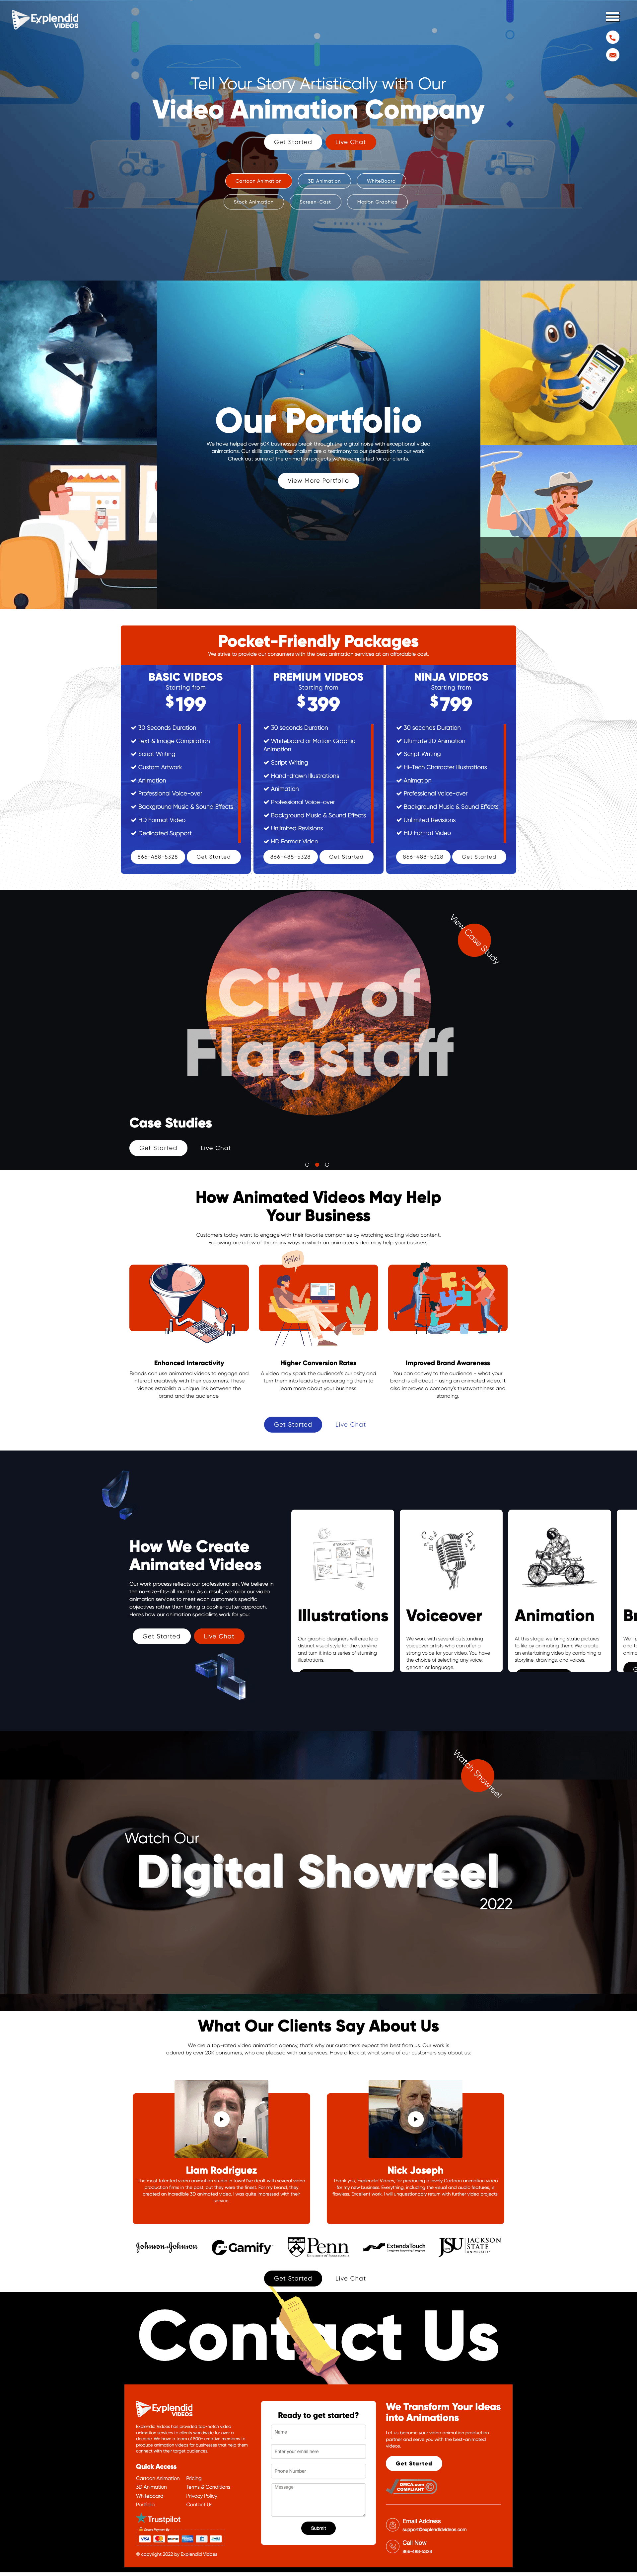 Explendid
VIDEOS
Tell Your Story Artistically with Our
Video Animation Company
Get Started
Live Chat
Cartoon Animation
3D Animation
WhiteBoard
Stock Animation
Screen-Cast
Motion Graphics
Our Portfolio
We have helped over 50K businesses break through the digital noise with exceptional video
animations. Our skills and professionalism are a testimony to our dedication to our work.
Check out some of the animation projects we've completed for our clients.
View More Portfolio
Pocket-Friendly Packages
We strive to provide our consumers with the best animation services at an affordable cost.
BASIC VIDEOS
Starting from
$199
30 Seconds Duration
Text & Image Compilation
Script Writing
Custom Artwork
Animation
Professional Voice-over
Background Music & Sound Effects
HD Format Video
Dedicated Support
866-488-5328
Get Started
PREMIUM VIDEOS
Starting from
$399
30 seconds Duration
Whiteboard or Motion Graphic
Animation
Script Writing
Hand-drawn Illustrations
Animation
Professional Voice-over
Background Music & Sound Effects
Unlimited Revisions
HD Format Video
866-488-5328
Get Started
NINJA VIDEOS
Starting from
$799
30 seconds Duration
Ultimate 2D Animation
Script Writing
Hi-Tech Character Illustrations
Animation
Professional Voice-over
Background Music & Sound Effects
Unlimited Revisions
HD Format Video
866-488-5328
Get Started
View Case Study
City of
Flagstaff
Case Studies
Get Started
Live Chat
How Animated Videos May Help
Your Business
Customers today want to engage with their favorite companies by watching exciting video content.
Following are a few of the many ways in which an animated video may help your business.
Hello!
Enhanced Interactivity
Brands can use animated videos to engage and
interact creatively with their customers. These
videos establish a unique link between the
brand and the audience.
Higher Conversion Rates
A video may spark the audience's curiosity and
turn them into leads by encouraging them to
learn more about your business.
Improved Brand Awareness
You can convey to the audience - what your
brand is all about - using an animated video. It
also improves a company's trustworthiness and
standing.
Get Started
Live Chat
How We Create
Animated Videos
Our work process reflects our professionalism. We believe in
the no-size-fits-all mantra. As a result, we tailor our video
animation services to meet each customer's specific
objectives rather than taking a cookie-cutter approach.
Here's how our animation specialists work for you:
Get Started
Live Chat
Illustrations
Our graphic designers will create a
distinct visual style for the storyline
and turn it into a series of stunning
illustrations.
Voiceover
We work with several outstanding
voiceover artists who can offer a
strong voice for your video. You have
the choice of selecting any voice,
gender, or language.
Animation
At this stage, we bring static pictures
to life by animating them. We create
an entertaining video by combining a
storyline, drawings, and voices.
Watch Showreel
Watch Our
Digital Showreel
2022
What Our Clients Say About Us
We are a top-rated video animation agency, that's why our customers expect the best from us. Our work is
adored by over 20K consumers, who are pleased with our services. Have a look at what some of our customers say about us:
Liam Rodriguez
The most talented video animation studio in town! I've dealt with several video
production firms in the past, but they were the finest. For my brand, they
created an incredible 3D animated video. I was quite impressed with their
service.
Nick Joseph
Thank you, Explendid Videos, for producing a lovely Cartoon animation video
for my new business. Everything, including the visual and audio features, is
flawless. Excellent work. I will unquestionably return with further video projects.
Johnson & Johnson
Gamify
Penn
ExtendaTouch
JSU JACKSON
STATE
UNIVERSITY
Get Started
Live Chat
Contact Us
Explendid
VIDEOS
Explendid Videos has provided top-notch video
animation services to clients worldwide for over a
decade. We have a team of 500+ creative members to
produce animation videos for businesses that help them
connect with their target audiences.
Quick Access
Cartoon Animation
Pricing
3D Animation
Terms & Conditions
Whiteboard
Privacy Policy
Portfolio
Contact Us
Trustpilot
VISA
© copyright 2022 by Explendid Vidoes
Ready to get started?
Name
Enter your email here
Phone Number
Message
Submit
We Transform Your Ideas
into Animations
Let us become your video animation production
partner and serve you with the best-animated
videos.
Get Started
DMCA.com
COMPLIANT
Email Address
support@explendidvideos.com
Call Now
866-488-5328